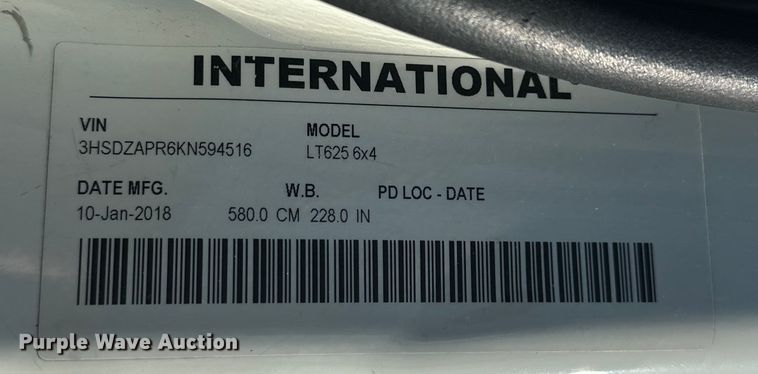 INTERNATIONAL
VIN MODEL
3HSDZAPR6KN594516 LT625 6x4
DATE MFG. W.B. PD LOC - DATE
10-Jan-2018 580.0 CM 228.0 IN
Purple Wave Auction